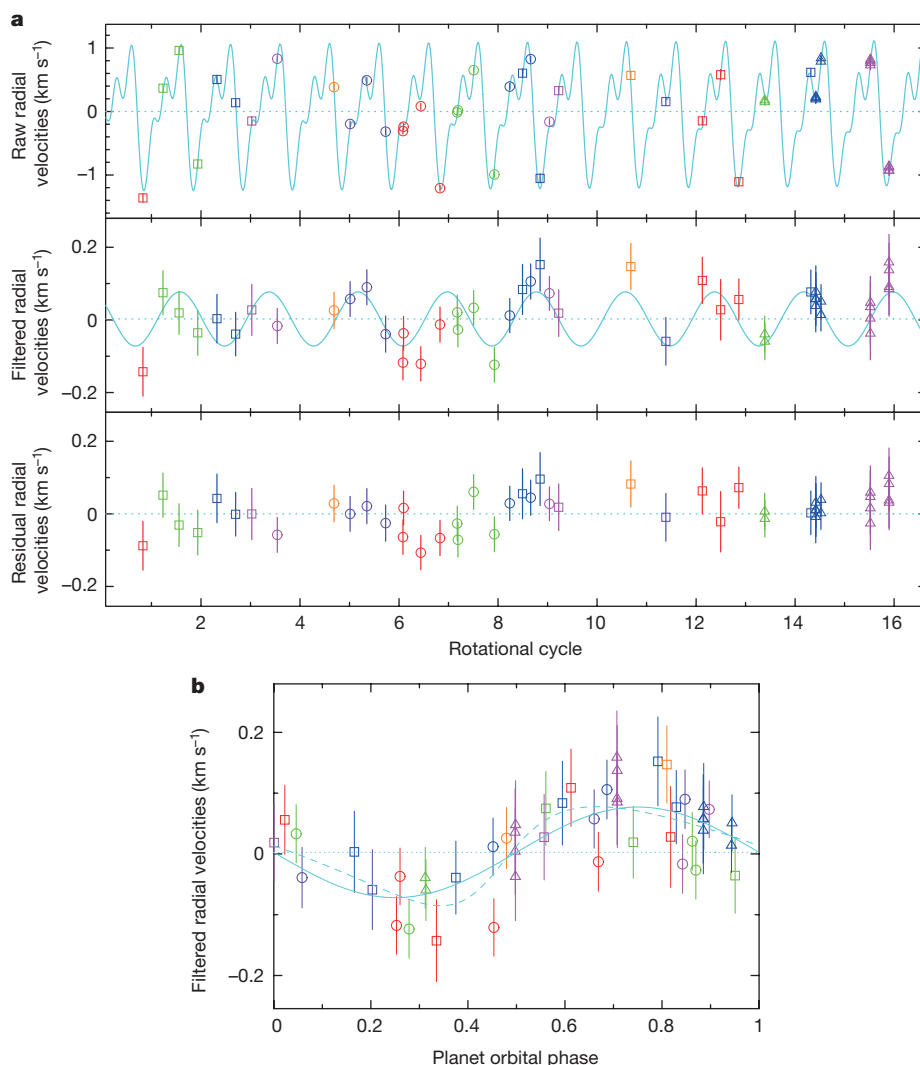 a
Raw radial
velocities (km s⁻¹)
1
0
–1
Filtered radial
velocities (km s⁻¹)
0.2
0
–0.2
Residual radial
velocities (km s⁻¹)
0.2
0
–0.2
2 4 6 8 10 12 14 16
Rotational cycle
b
Filtered radial velocities (km s⁻¹)
0.2
0
–0.2
0 0.2 0.4 0.6 0.8 1
Planet orbital phase